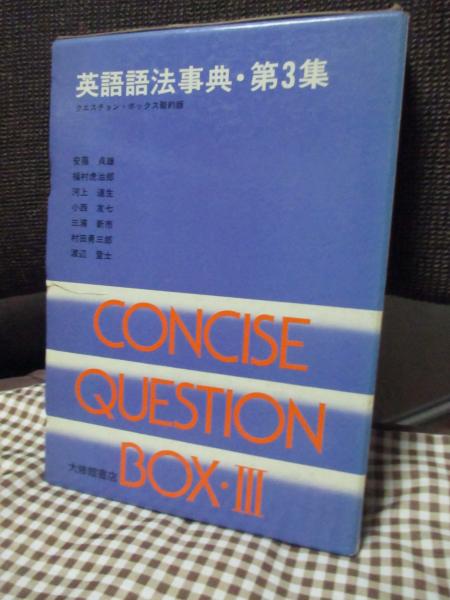 英語語法事典・第3集
クエスチョン・ボックス簡約版
安藤 貞雄
福村虎治郎
河上 道生
小西 友七
三浦 新市
村田勇三郎
渡辺 登士
CONCISE
QUESTION
BOX・III
大修館書店